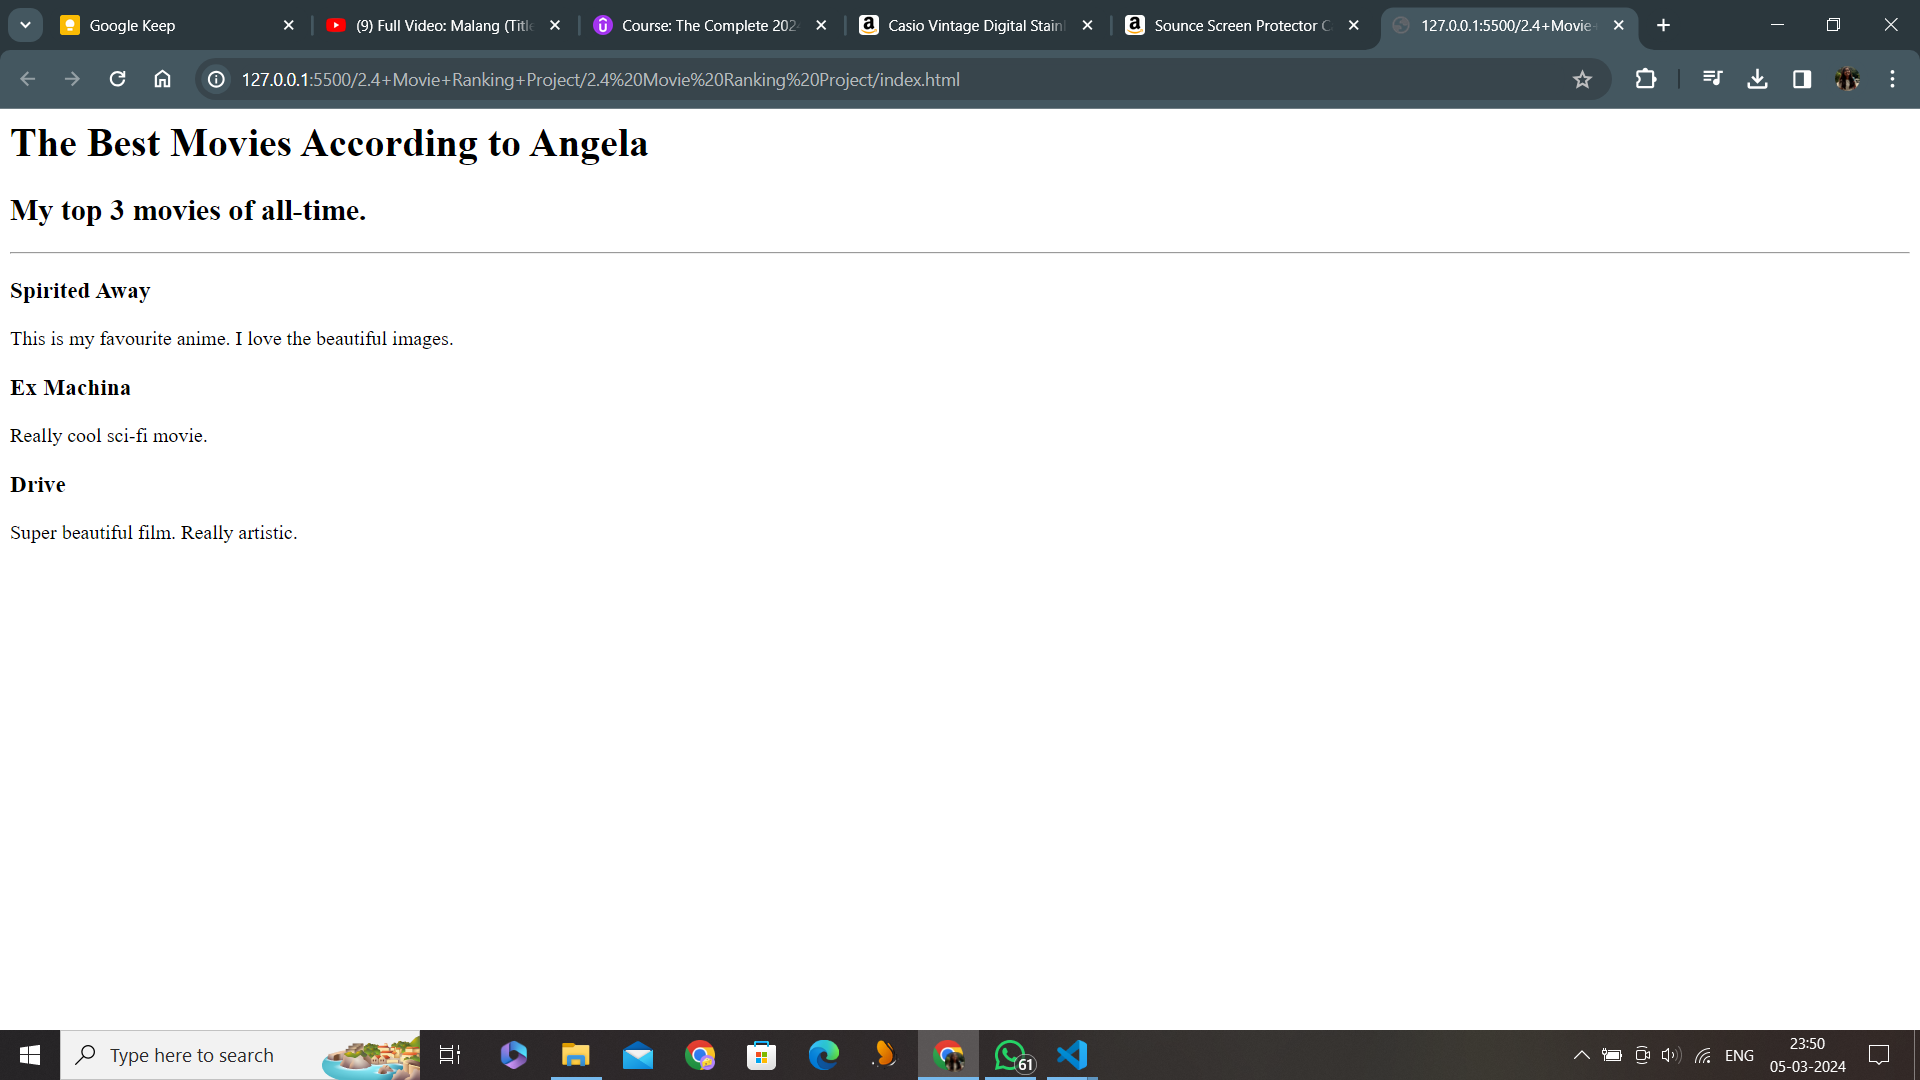 Google Keep
(9) Full Video: Malang (Title
Course: The Complete 202
Casio Vintage Digital Stain
Sounce Screen Protector C
127.0.0.1:5500/2.4+Movie
127.0.0.1:5500/2.4+Movie+Ranking+Project/2.4%20Movie%20Ranking%20Project/index.html
The Best Movies According to Angela
My top 3 movies of all-time.
Spirited Away
This is my favourite anime. I love the beautiful images.
Ex Machina
Really cool sci-fi movie.
Drive
Super beautiful film. Really artistic.
Type here to search
61
ENG
23:50
05-03-2024